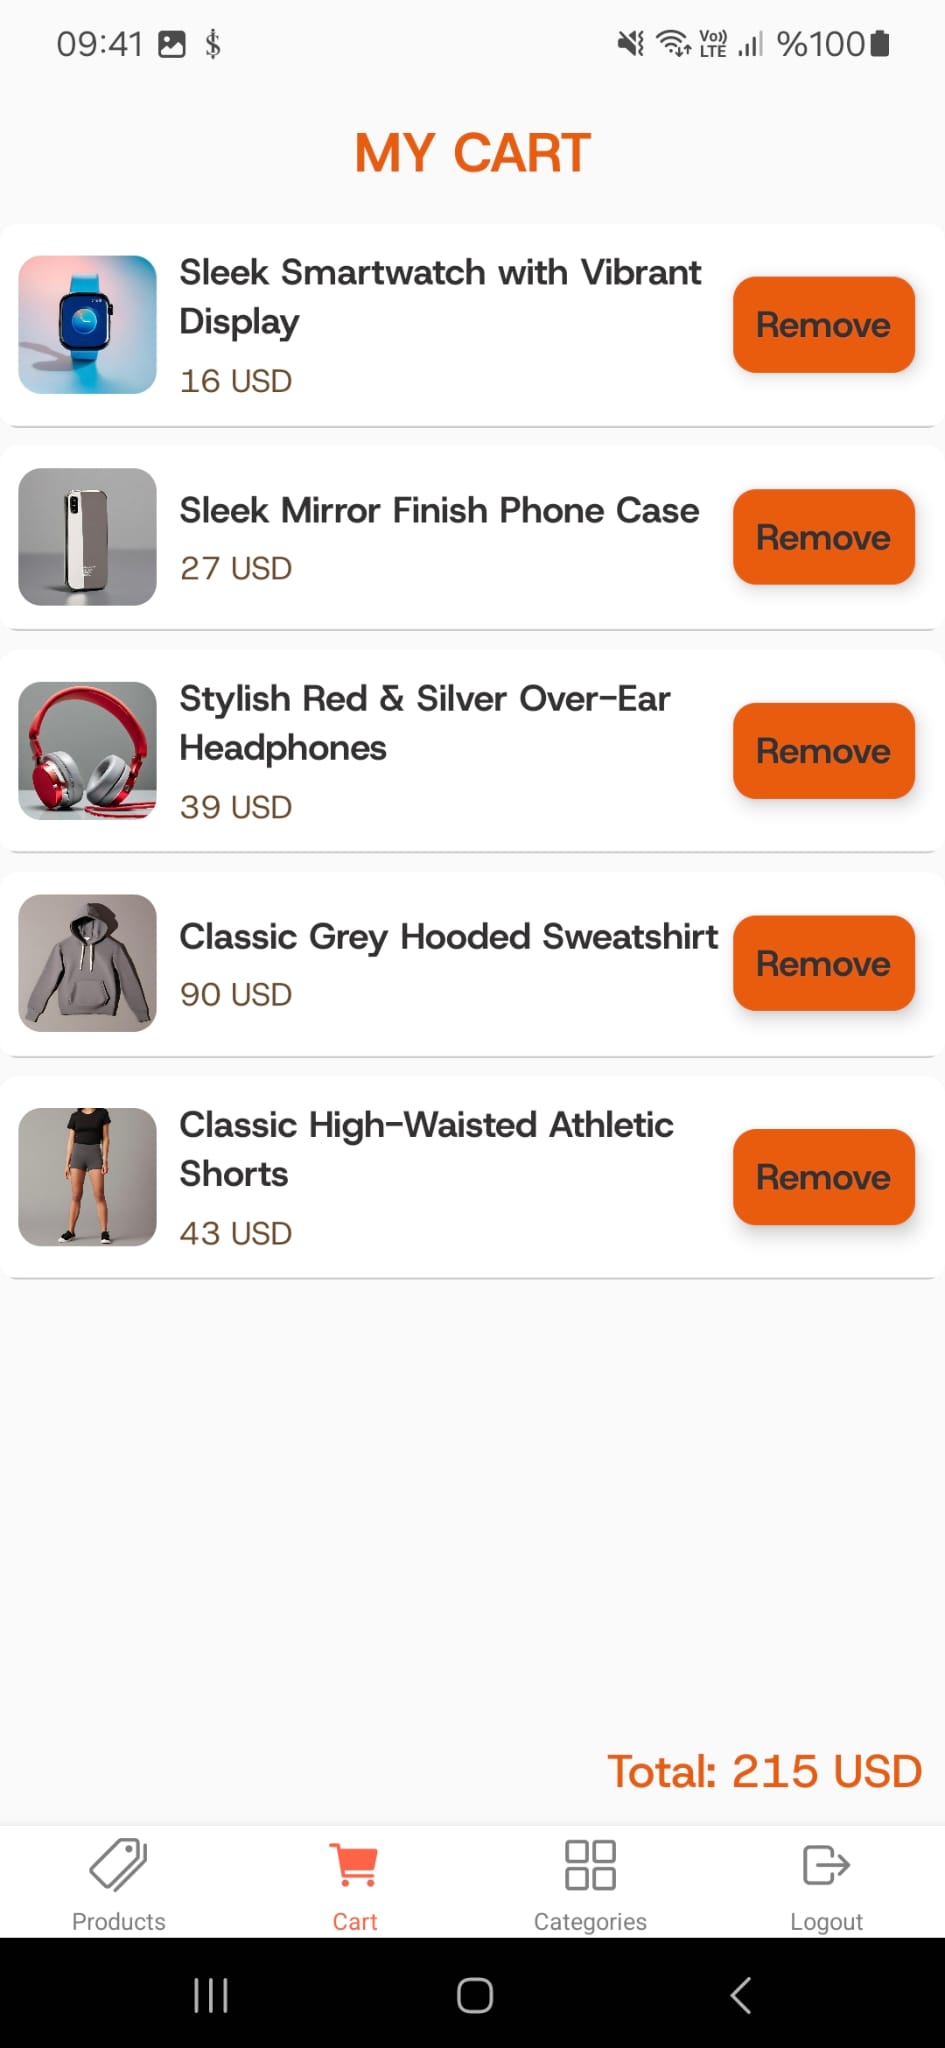 09:41 $ Vo)) LTE %100
MY CART
Sleek Smartwatch with Vibrant
Display
16 USD
Remove
Sleek Mirror Finish Phone Case
27 USD
Remove
Stylish Red & Silver Over-Ear
Headphones
39 USD
Remove
Classic Grey Hooded Sweatshirt
90 USD
Remove
Classic High-Waisted Athletic
Shorts
43 USD
Remove
Total: 215 USD
Products
Cart
Categories
Logout